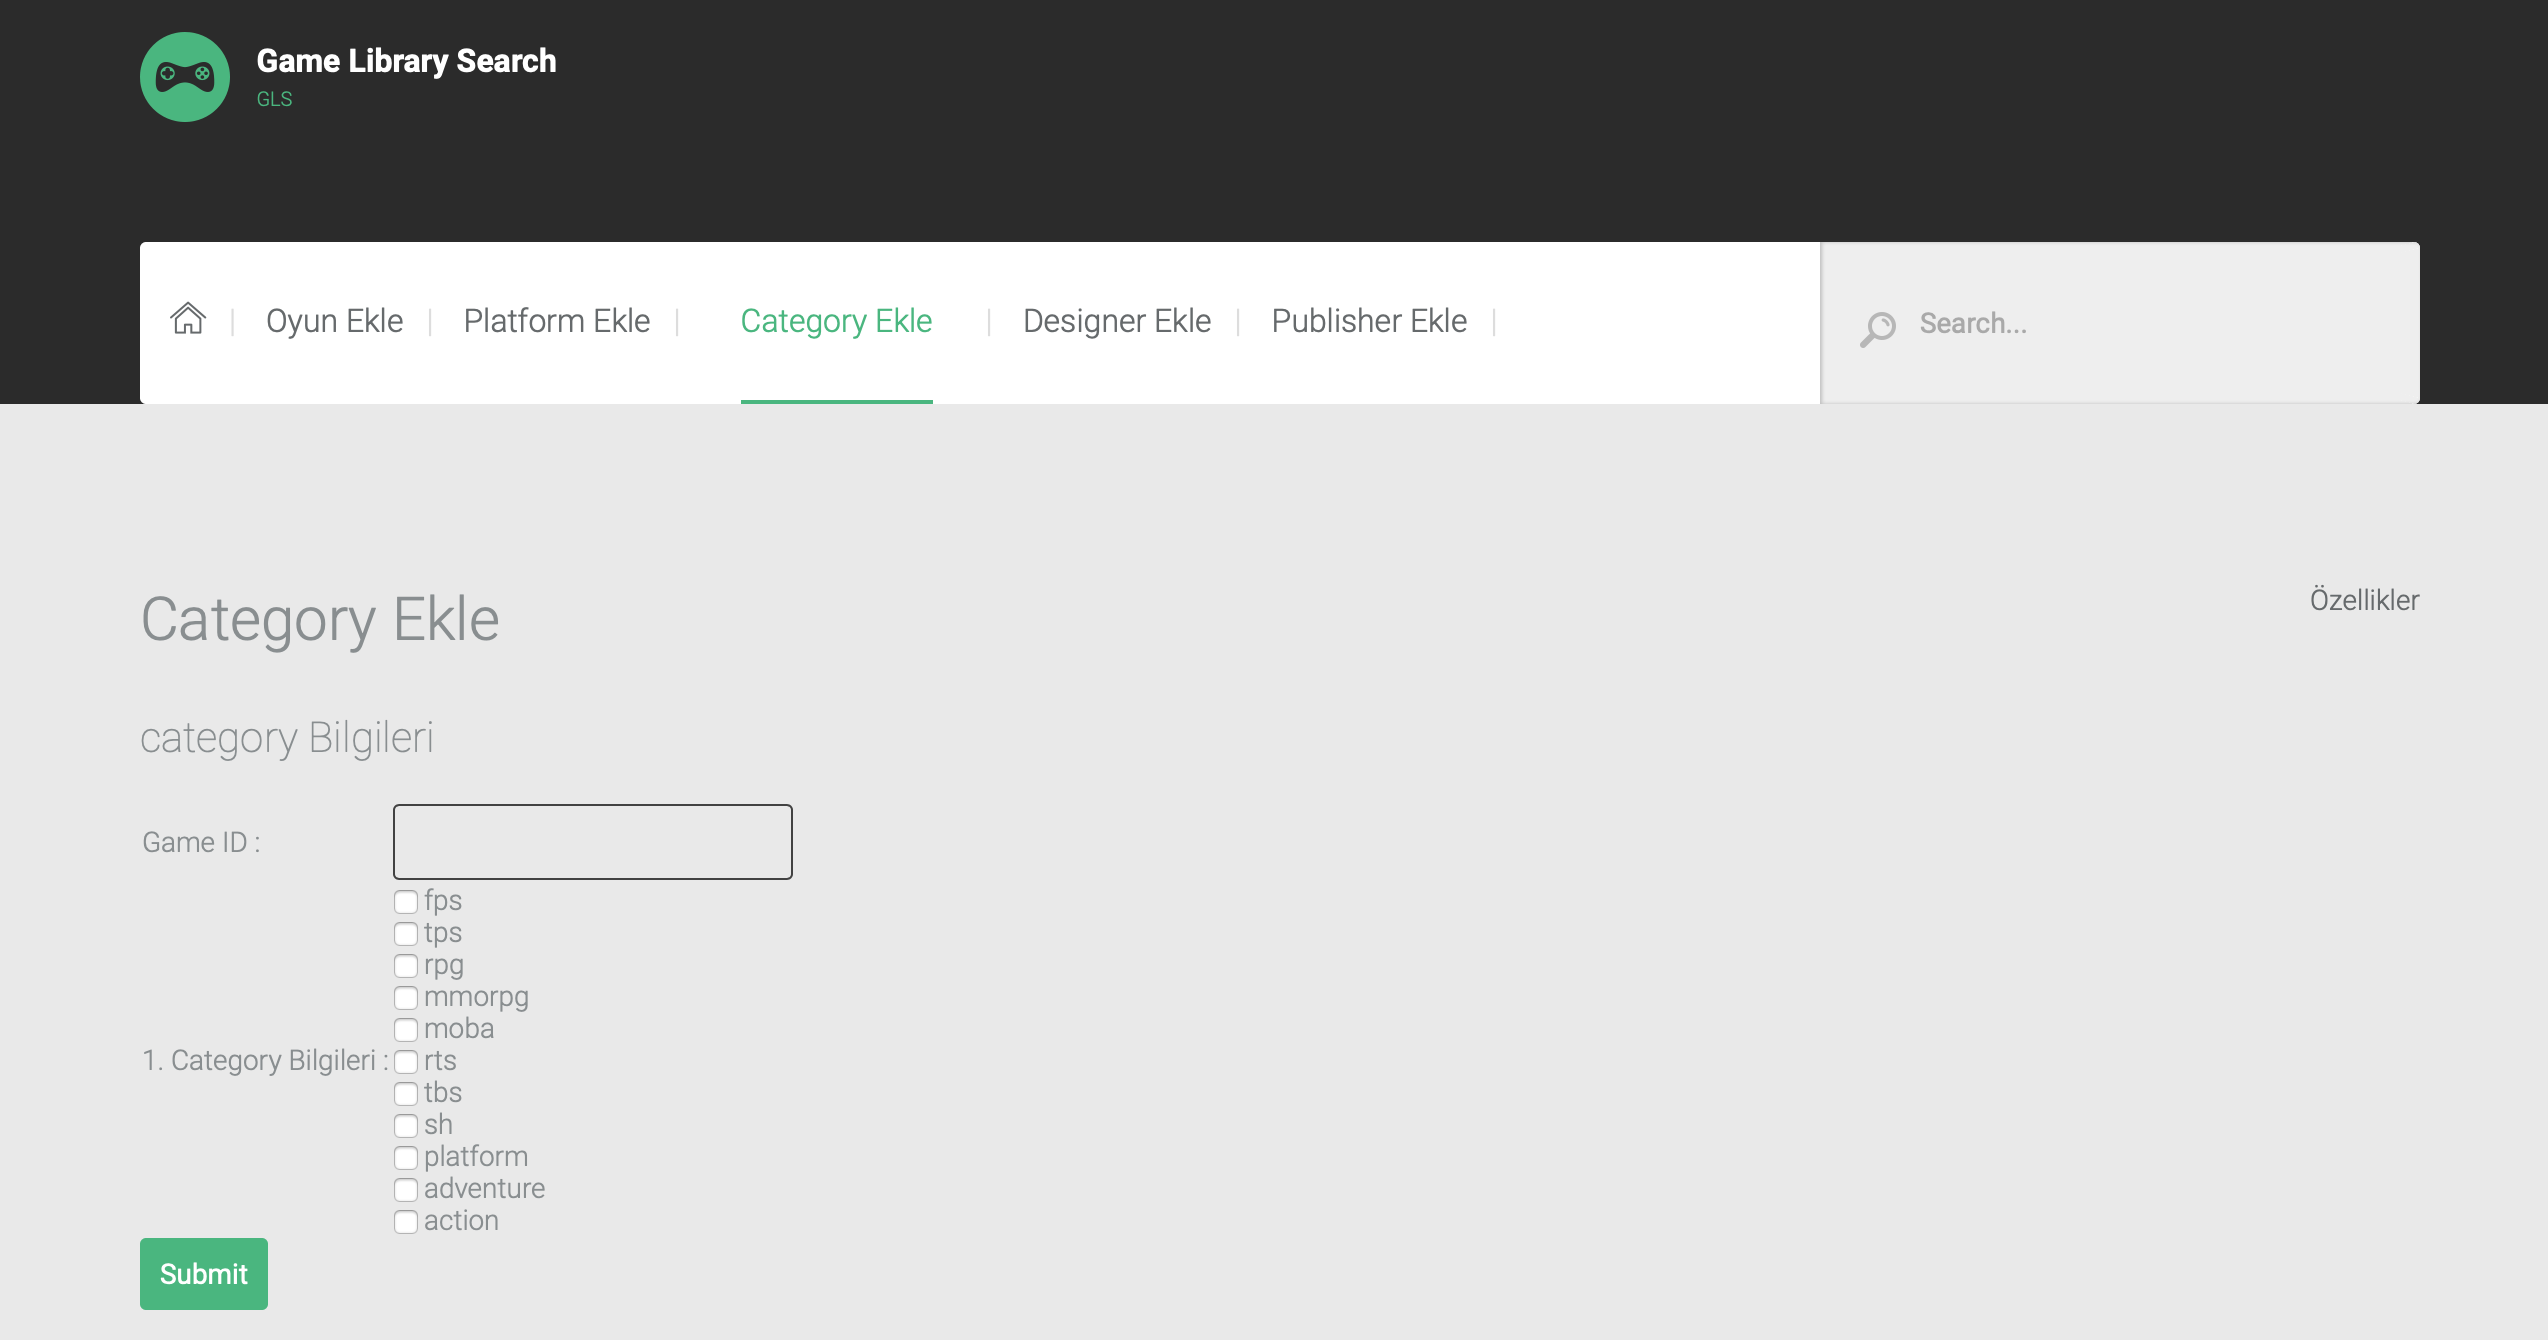 Game Library Search
GLS
Oyun Ekle
Platform Ekle
Category Ekle
Designer Ekle
Publisher Ekle
Search...
Category Ekle
Özellikler
category Bilgileri
Game ID :
1. Category Bilgileri :
fps
tps
rpg
mmorpg
moba
rts
tbs
sh
platform
adventure
action
Submit